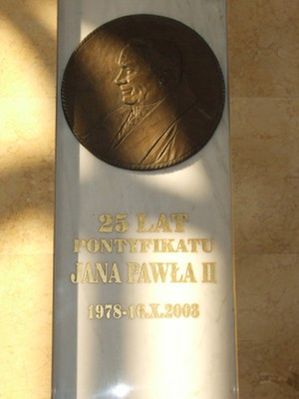 25 LAT
PONTYFIKATU
JANA PAWŁA II
1978-16.X.2003